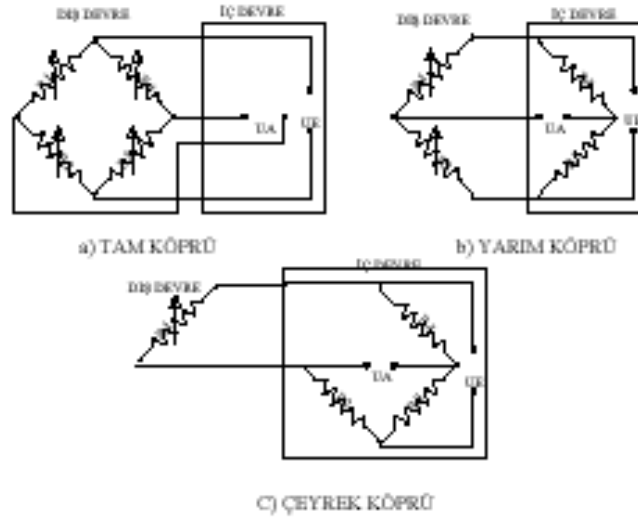 DIŞ DEVRE
İÇ DEVRE
UA
UE
a) TAM KÖPRÜ
DIŞ DEVRE
İÇ DEVRE
UA
UE
b) YARIM KÖPRÜ
DIŞ DEVRE
İÇ DEVRE
UA
UE
C) ÇEYREK KÖPRÜ